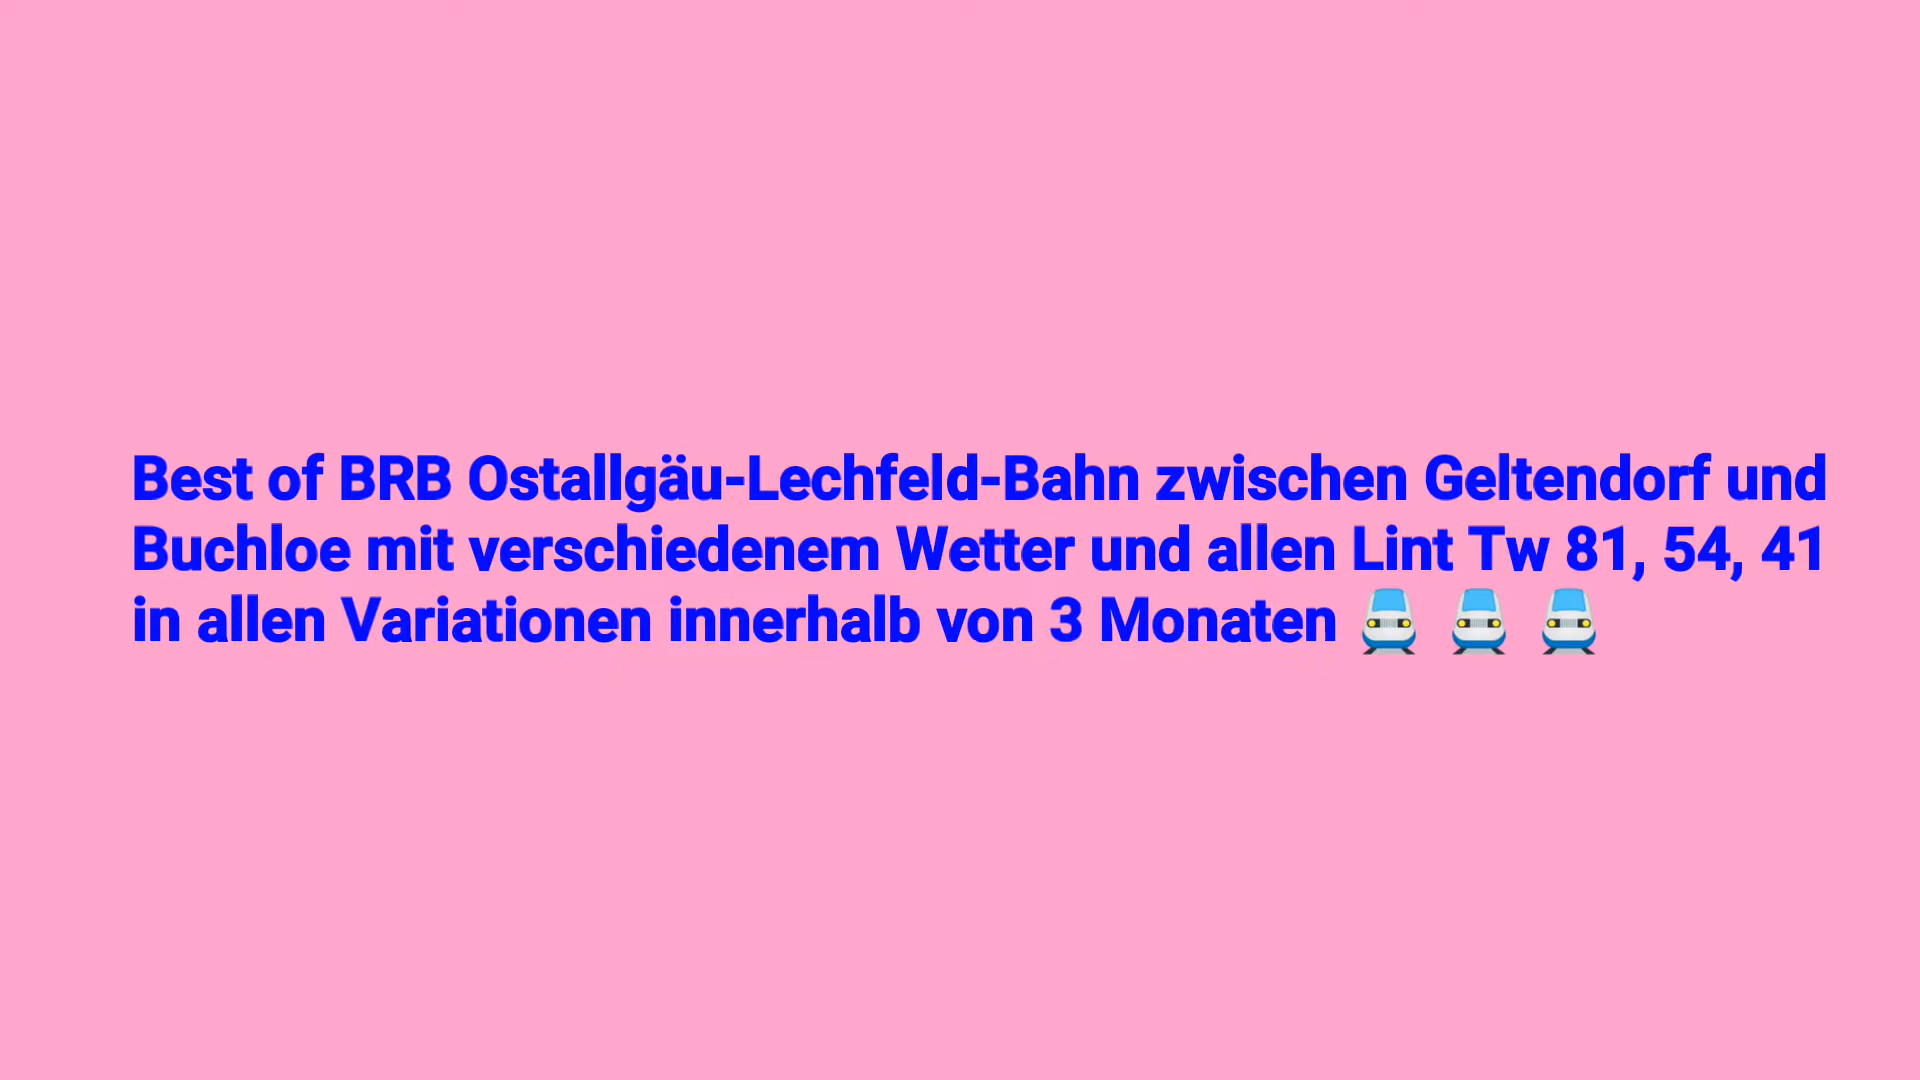 Best of BRB Ostallgäu-Lechfeld-Bahn zwischen Geltendorf und
Buchloe mit verschiedenem Wetter und allen Lint Tw 81, 54, 41
in allen Variationen innerhalb von 3 Monaten 🚆 🚆 🚆